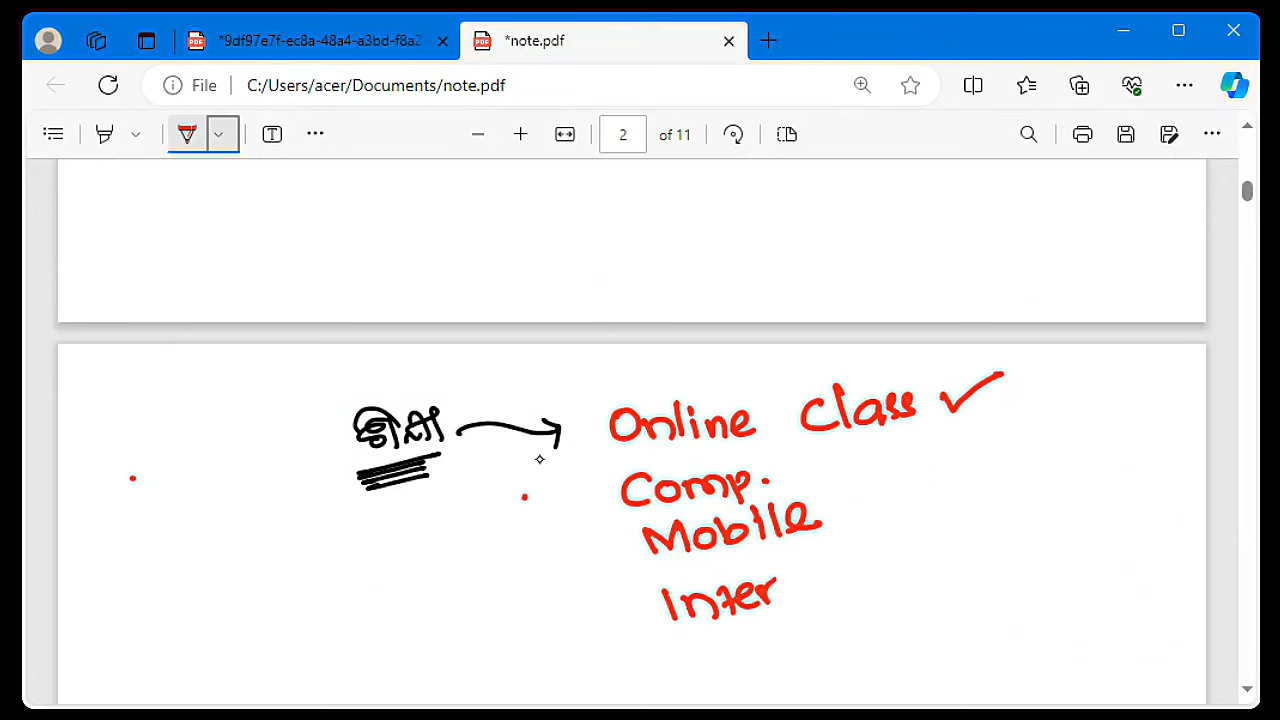 *9df97e7f-ec8a-48a4-a3bd-f8a2
*note.pdf
File C:/Users/acer/Documents/note.pdf
2 of 11
ଶିକ୍ଷା Online Class ✓
Comp.
Mobile
Inter